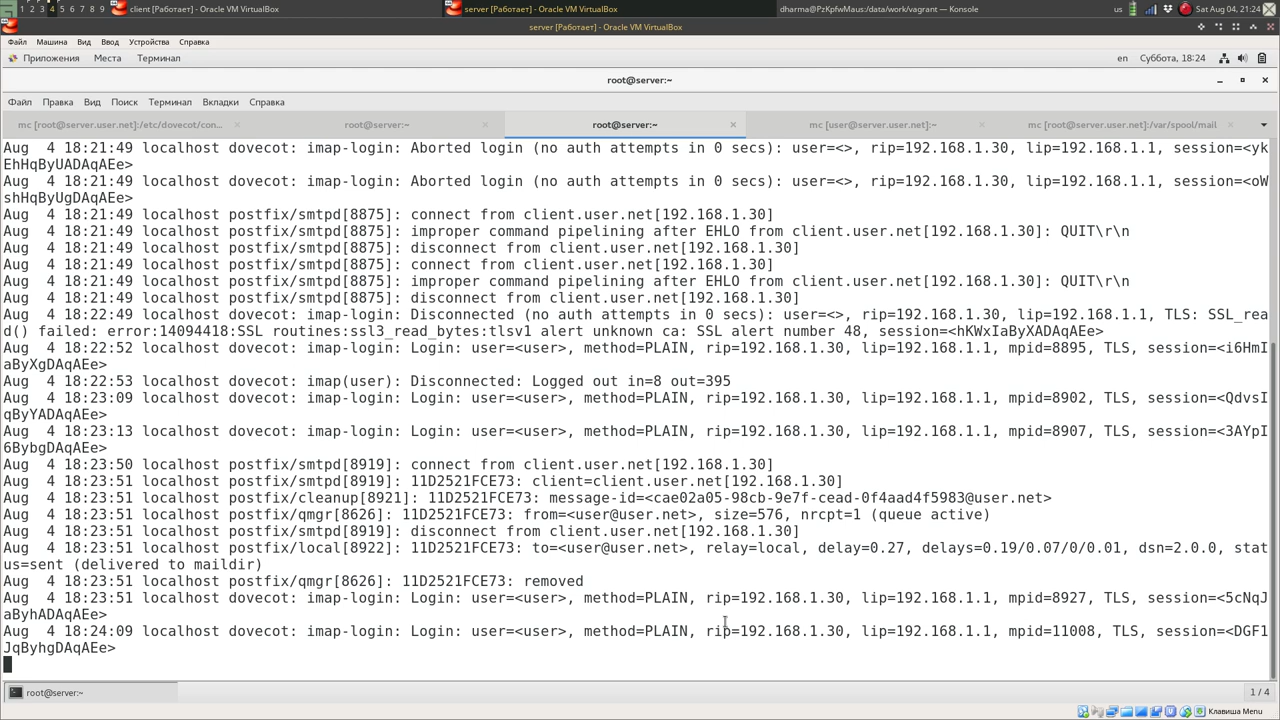 1 2 3 4 5 6 7 8 9 client [Работает] - Oracle VM VirtualBox server [Работает] - Oracle VM VirtualBox dharma@PzKpfwMaus:/data/work/vagrant — Konsole us Sat Aug 04, 21:24
server [Работает] - Oracle VM VirtualBox
Файл Машина Вид Ввод Устройства Справка
Приложения Места Терминал en Суббота, 18:24
root@server:~
Файл Правка Вид Поиск Терминал Вкладки Справка
mc [root@server.user.net]:/etc/dovecot/con... × root@server:~ × root@server:~ × mc [user@server.user.net]:~ × mc [root@server.user.net]:/var/spool/mail ×
Aug  4 18:21:49 localhost dovecot: imap-login: Aborted login (no auth attempts in 0 secs): user=<>, rip=192.168.1.30, lip=192.168.1.1, session=<yk
EhHqByUADAqAEe>
Aug  4 18:21:49 localhost dovecot: imap-login: Aborted login (no auth attempts in 0 secs): user=<>, rip=192.168.1.30, lip=192.168.1.1, session=<oW
shHqByUgDAqAEe>
Aug  4 18:21:49 localhost postfix/smtpd[8875]: connect from client.user.net[192.168.1.30]
Aug  4 18:21:49 localhost postfix/smtpd[8875]: improper command pipelining after EHLO from client.user.net[192.168.1.30]: QUIT\r\n
Aug  4 18:21:49 localhost postfix/smtpd[8875]: disconnect from client.user.net[192.168.1.30]
Aug  4 18:21:49 localhost postfix/smtpd[8875]: connect from client.user.net[192.168.1.30]
Aug  4 18:21:49 localhost postfix/smtpd[8875]: improper command pipelining after EHLO from client.user.net[192.168.1.30]: QUIT\r\n
Aug  4 18:21:49 localhost postfix/smtpd[8875]: disconnect from client.user.net[192.168.1.30]
Aug  4 18:22:49 localhost dovecot: imap-login: Disconnected (no auth attempts in 0 secs): user=<>, rip=192.168.1.30, lip=192.168.1.1, TLS: SSL_rea
d() failed: error:14094418:SSL routines:ssl3_read_bytes:tlsv1 alert unknown ca: SSL alert number 48, session=<hKWxIaByXADAqAEe>
Aug  4 18:22:52 localhost dovecot: imap-login: Login: user=<user>, method=PLAIN, rip=192.168.1.30, lip=192.168.1.1, mpid=8895, TLS, session=<i6HmI
aByXgDAqAEe>
Aug  4 18:22:53 localhost dovecot: imap(user): Disconnected: Logged out in=8 out=395
Aug  4 18:23:09 localhost dovecot: imap-login: Login: user=<user>, method=PLAIN, rip=192.168.1.30, lip=192.168.1.1, mpid=8902, TLS, session=<QdvsI
qByYADAqAEe>
Aug  4 18:23:13 localhost dovecot: imap-login: Login: user=<user>, method=PLAIN, rip=192.168.1.30, lip=192.168.1.1, mpid=8907, TLS, session=<3AYpI
6BybgDAqAEe>
Aug  4 18:23:50 localhost postfix/smtpd[8919]: connect from client.user.net[192.168.1.30]
Aug  4 18:23:51 localhost postfix/smtpd[8919]: 11D2521FCE73: client=client.user.net[192.168.1.30]
Aug  4 18:23:51 localhost postfix/cleanup[8921]: 11D2521FCE73: message-id=<cae02a05-98cb-9e7f-cead-0f4aad4f5983@user.net>
Aug  4 18:23:51 localhost postfix/qmgr[8626]: 11D2521FCE73: from=<user@user.net>, size=576, nrcpt=1 (queue active)
Aug  4 18:23:51 localhost postfix/smtpd[8919]: disconnect from client.user.net[192.168.1.30]
Aug  4 18:23:51 localhost postfix/local[8922]: 11D2521FCE73: to=<user@user.net>, relay=local, delay=0.27, delays=0.19/0.07/0/0.01, dsn=2.0.0, stat
us=sent (delivered to maildir)
Aug  4 18:23:51 localhost postfix/qmgr[8626]: 11D2521FCE73: removed
Aug  4 18:23:51 localhost dovecot: imap-login: Login: user=<user>, method=PLAIN, rip=192.168.1.30, lip=192.168.1.1, mpid=8927, TLS, session=<5cNqJ
aByhADAqAEe>
Aug  4 18:24:09 localhost dovecot: imap-login: Login: user=<user>, method=PLAIN, rip=192.168.1.30, lip=192.168.1.1, mpid=11008, TLS, session=<DGF1
JqByhgDAqAEe>
root@server:~ 1 / 4
Клавиша Menu